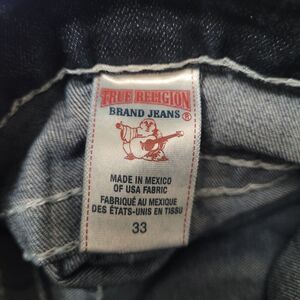 TRUE RELIGION
BRAND JEANS®
MADE IN MEXICO
OF USA FABRIC
FABRIQUÉ AU MEXIQUE
DES ÉTATS-UNIS EN TISSU
33